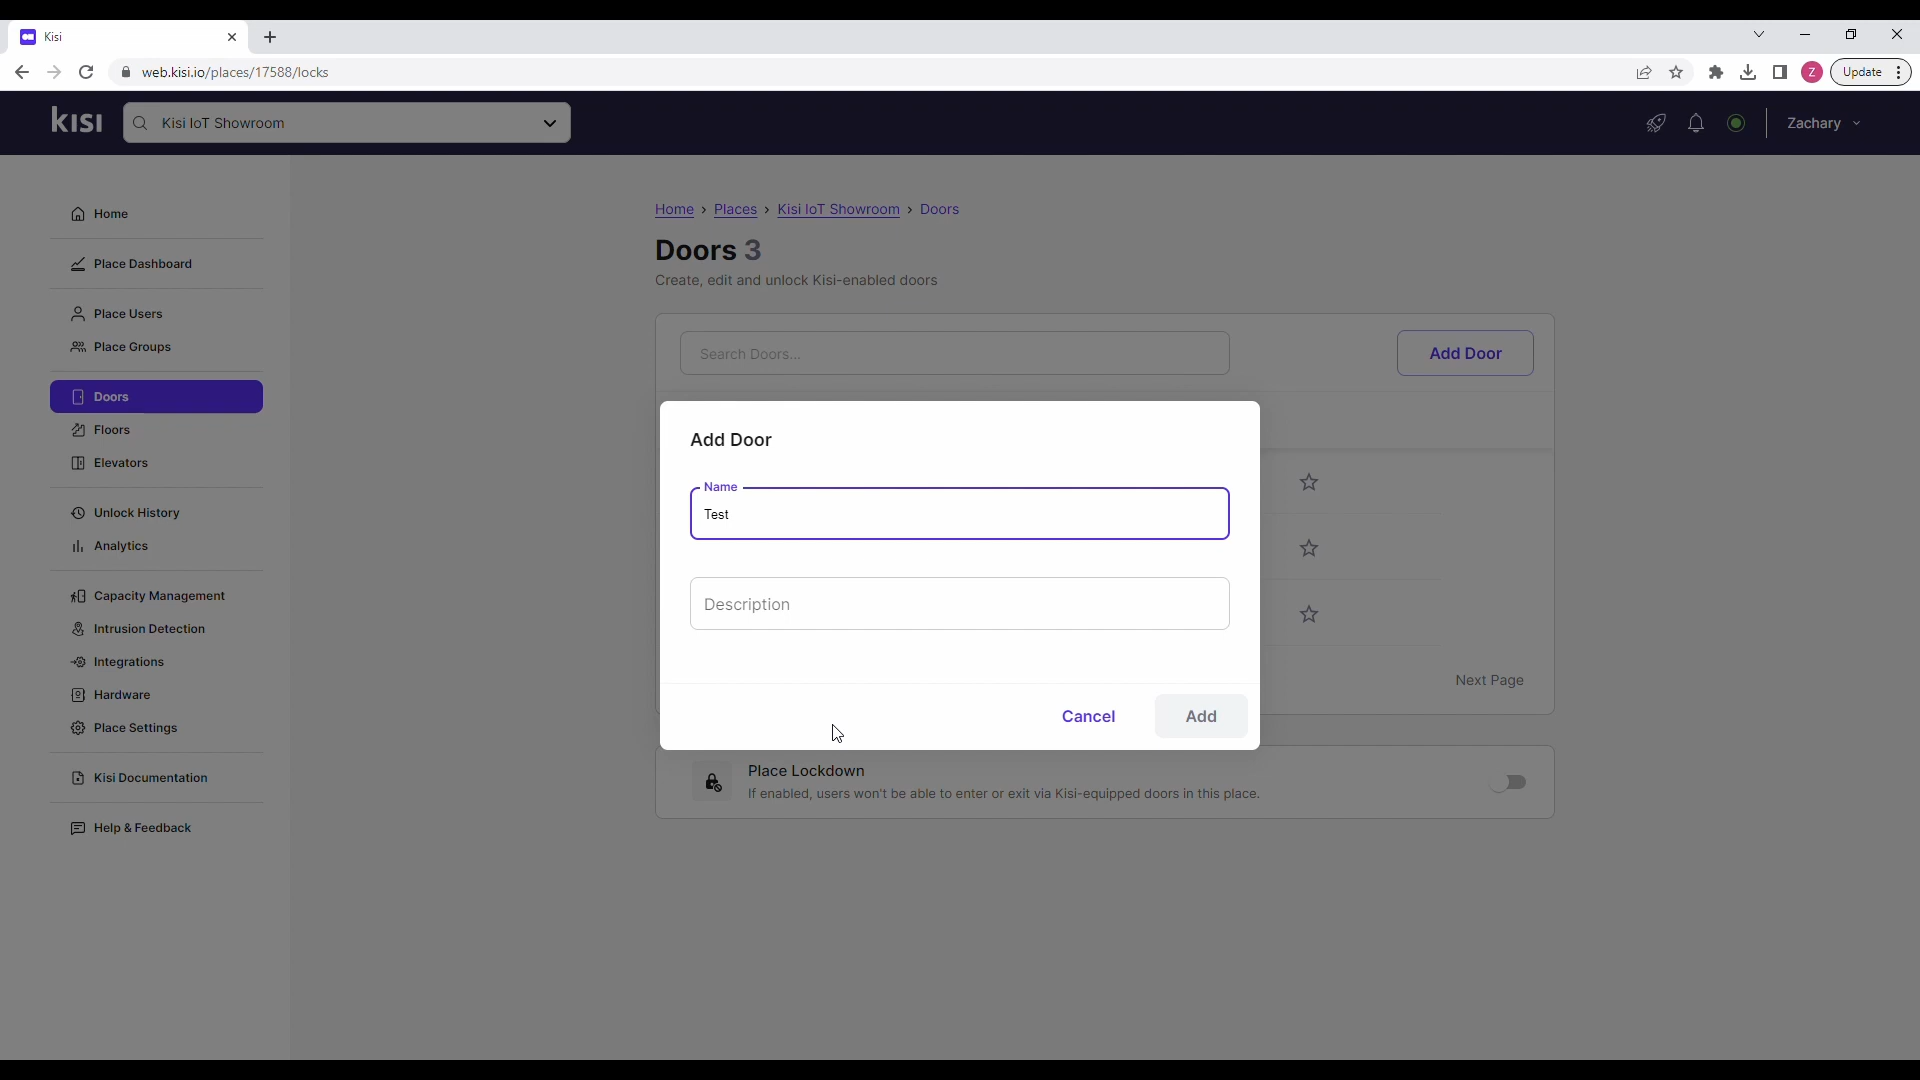 Kisi
web.kisi.io/places/17588/locks
Z
Update
kisi
Kisi IoT Showroom
Zachary
Home
Place Dashboard
Place Users
Place Groups
Doors
Floors
Elevators
Unlock History
Analytics
Capacity Management
Intrusion Detection
Integrations
Hardware
Place Settings
Kisi Documentation
Help & Feedback
Home › Places › Kisi IoT Showroom › Doors
Doors 3
Create, edit and unlock Kisi-enabled doors
Search Doors...
Add Door
Add Door
Name
Test
Description
Cancel
Add
Next Page
Place Lockdown
If enabled, users won't be able to enter or exit via Kisi-equipped doors in this place.